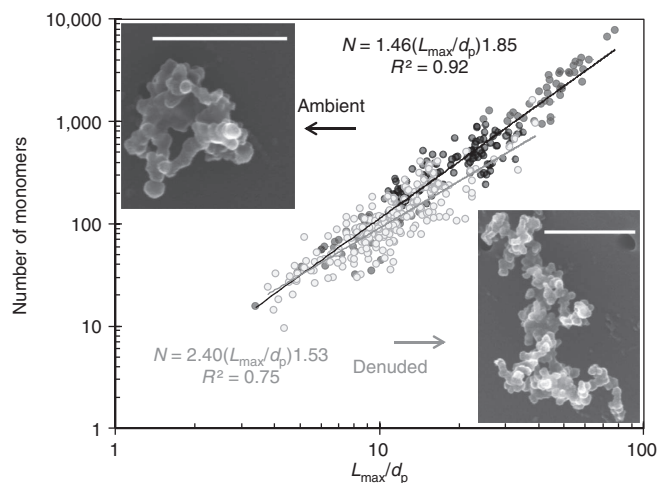 10,000
1,000
100
10
1
Number of monomers
N = 1.46(Lmax/dp)1.85
R² = 0.92
Ambient
N = 2.40(Lmax/dp)1.53
R² = 0.75
Denuded
1
10
100
Lmax/dp